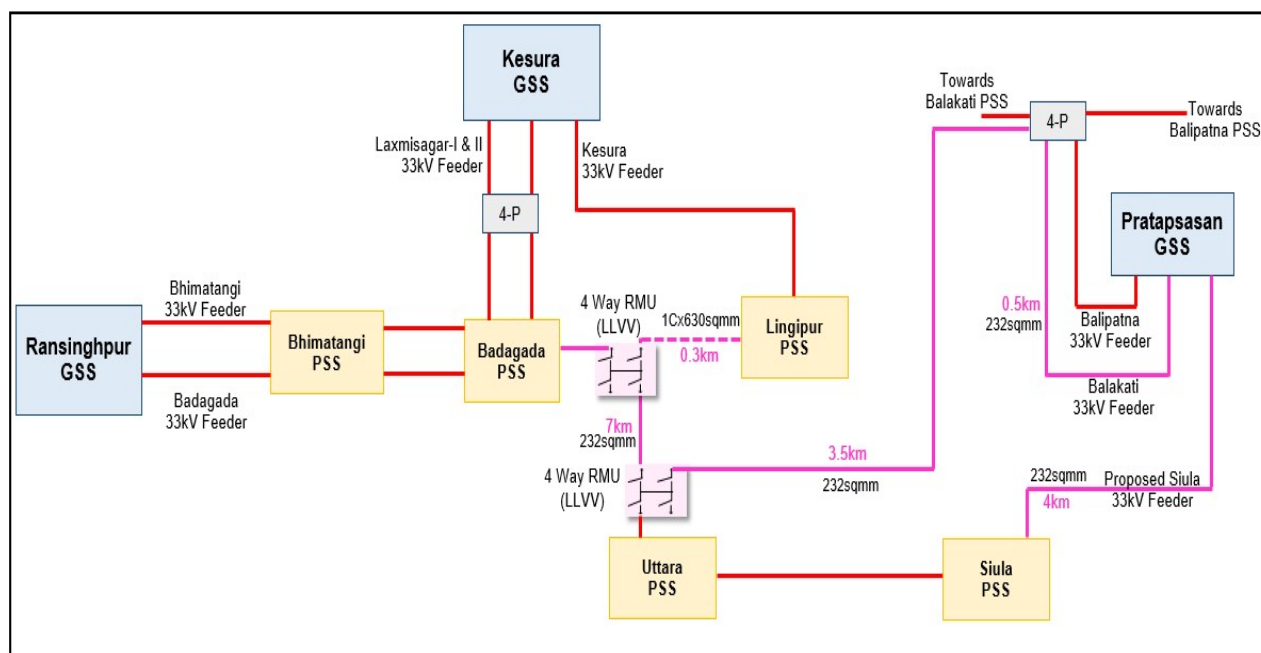 Kesura
GSS
Towards
Balakati PSS
4-P
Towards
Balipatna PSS
Laxmisagar-I & II
33kV Feeder
Kesura
33kV Feeder
4-P
Pratapsasan
GSS
Bhimatangi
33kV Feeder
4 Way RMU
(LLVV)
1Cx630sqmm
0.3km
Lingipur
PSS
0.5km
232sqmm
Balipatna
33kV Feeder
Ransinghpur
GSS
Bhimatangi
PSS
Badagada
PSS
Badagada
33kV Feeder
Balakati
33kV Feeder
7km
232sqmm
3.5km
232sqmm
4 Way RMU
(LLVV)
232sqmm
4km
Proposed Siula
33kV Feeder
Uttara
PSS
Siula
PSS